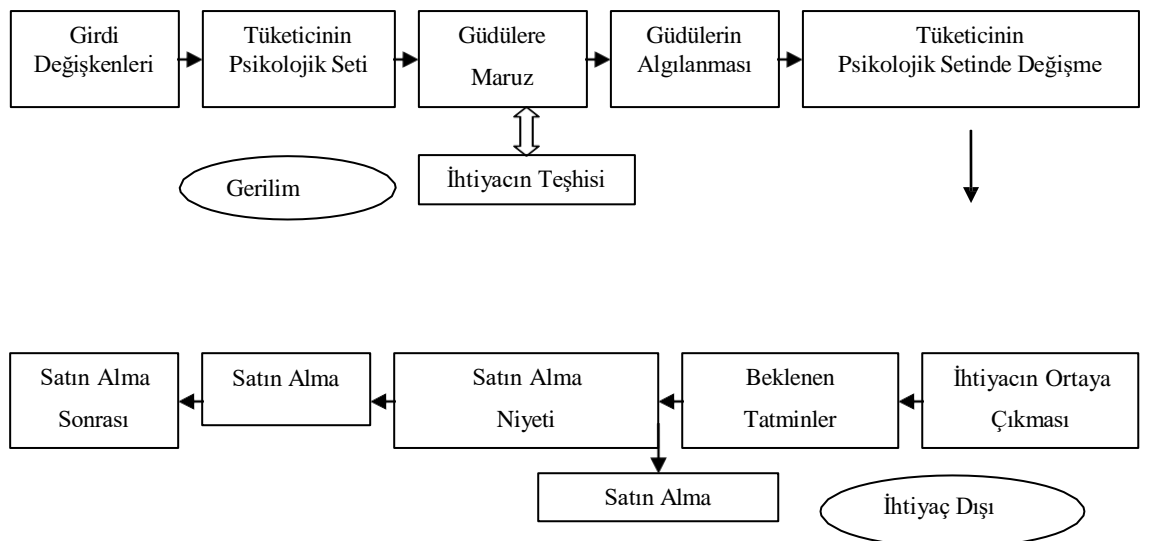 Girdi
Değişkenleri
Tüketicinin
Psikolojik Seti
Güdülere
Maruz
Güdülerin
Algılanması
Tüketicinin
Psikolojik Setinde Değişme
Gerilim
İhtiyacın Teşhisi
Satın Alma
Sonrası
Satın Alma
Satın Alma
Niyeti
Beklenen
Tatminler
İhtiyacın Ortaya
Çıkması
Satın Alma
İhtiyaç Dışı